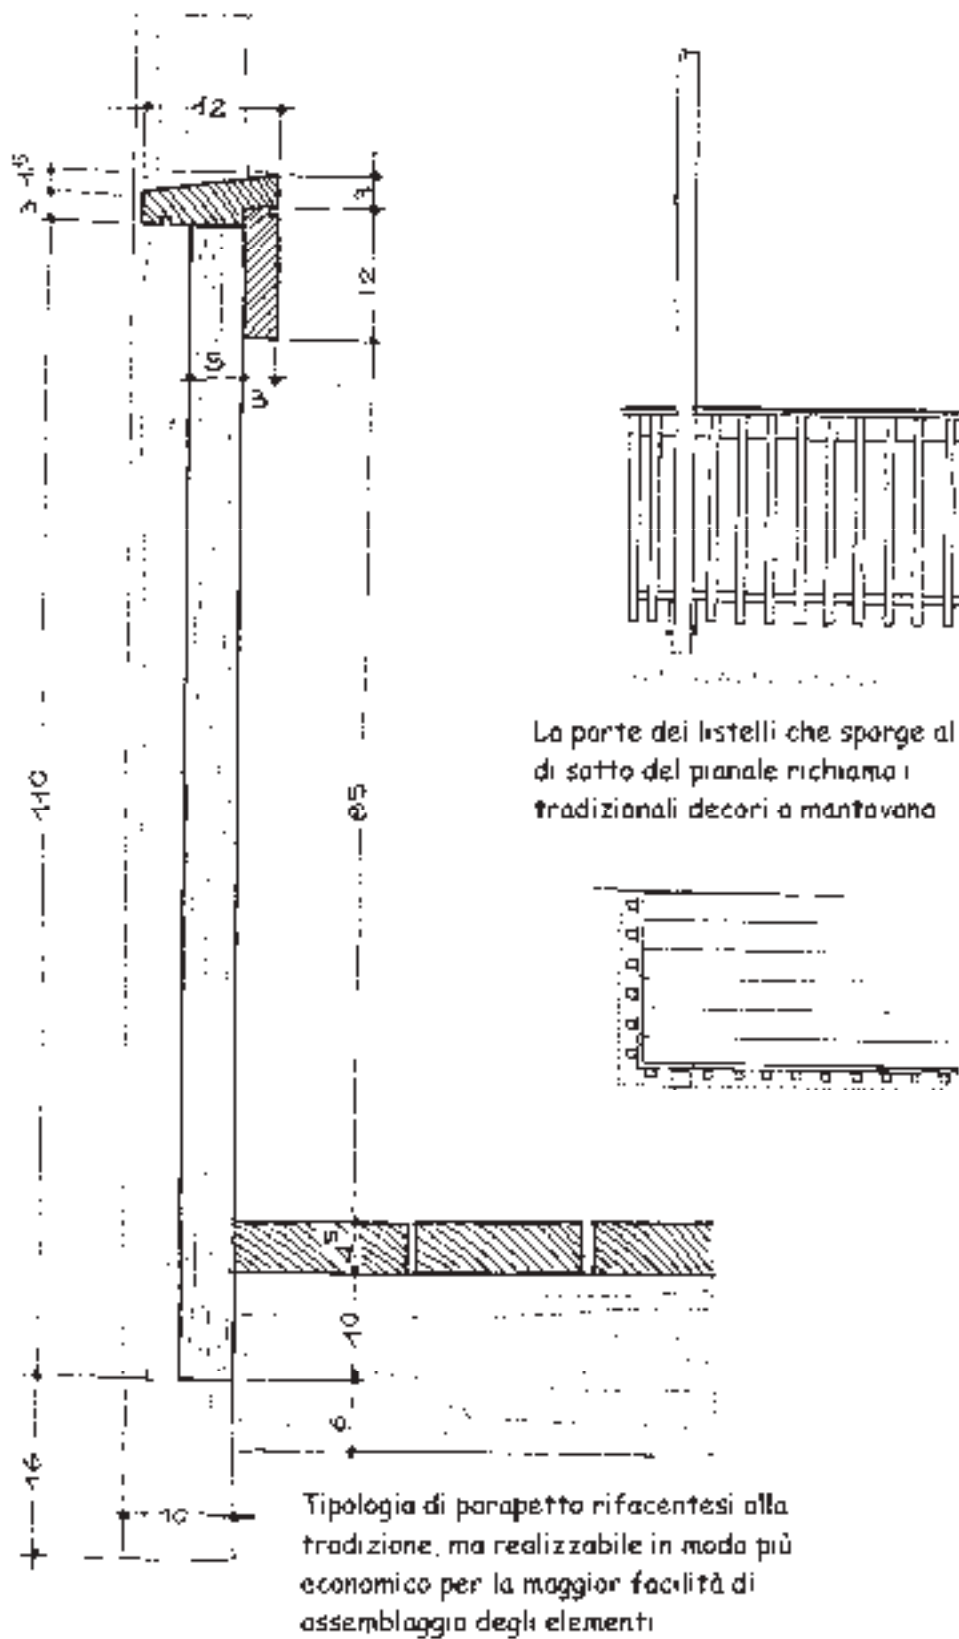 12
1,5
3
3
12
5
3
110
85
4,5
10
6
16
10
La parte dei listelli che sporge al
di sotto del pianale richiama i
tradizionali decori a mantovana
Tipologia di parapetto rifacentesi alla
tradizione, ma realizzabile in modo più
economico per la maggior facilità di
assemblaggio degli elementi